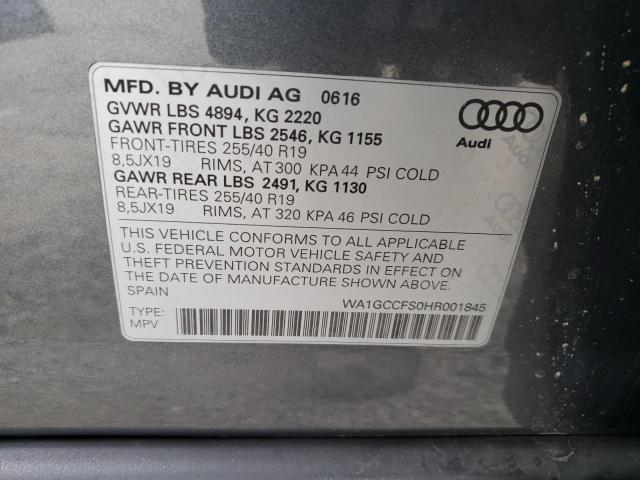 MFD. BY AUDI AG 0616
GVWR LBS 4894, KG 2220
GAWR FRONT LBS 2546, KG 1155
FRONT-TIRES 255/40 R19
8,5JX19 RIMS, AT 300 KPA 44 PSI COLD
GAWR REAR LBS 2491, KG 1130
REAR-TIRES 255/40 R19
8,5JX19 RIMS, AT 320 KPA 46 PSI COLD
Audi
THIS VEHICLE CONFORMS TO ALL APPLICABLE
U.S. FEDERAL MOTOR VEHICLE SAFETY AND
THEFT PREVENTION STANDARDS IN EFFECT ON
THE DATE OF MANUFACTURE SHOWN ABOVE.
SPAIN
WA1GCCFS0HR001845
TYPE:
MPV